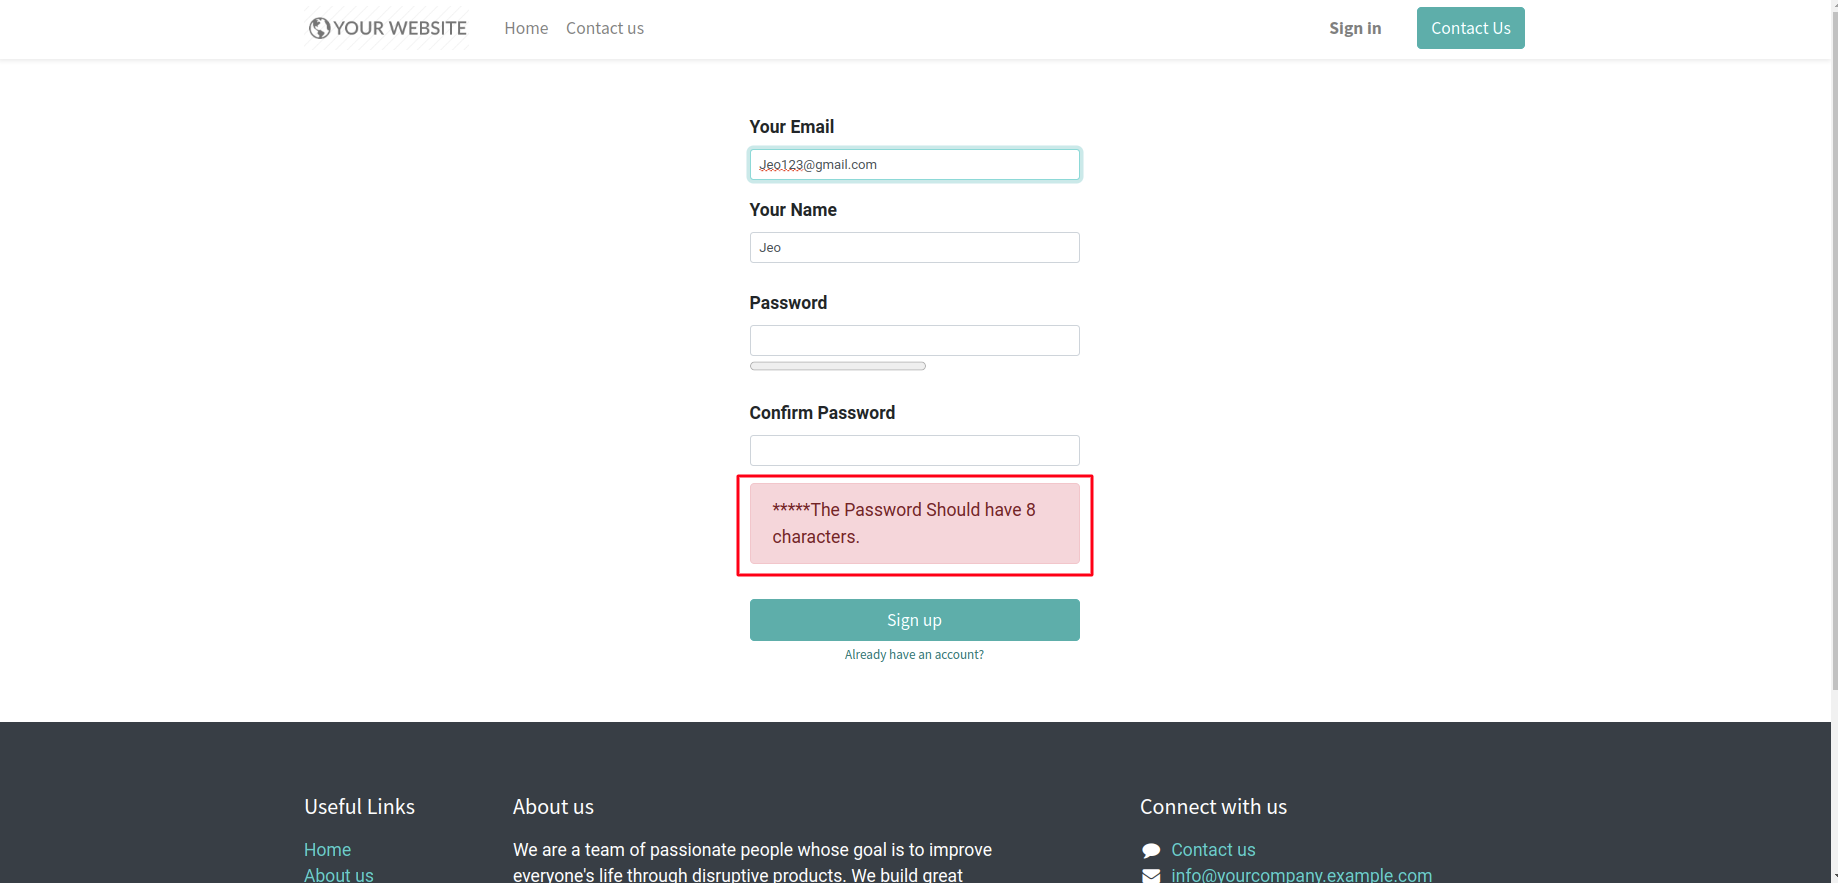 YOUR WEBSITE
Home
Contact us
Sign in
Contact Us
Your Email
Jeo123@gmail.com
Your Name
Jeo
Password
Confirm Password
*****The Password Should have 8
characters.
Sign up
Already have an account?
Useful Links
Home
About us
About us
We are a team of passionate people whose goal is to improve
everyone's life through disruptive products. We build great
Connect with us
Contact us
info@yourcompany.example.com